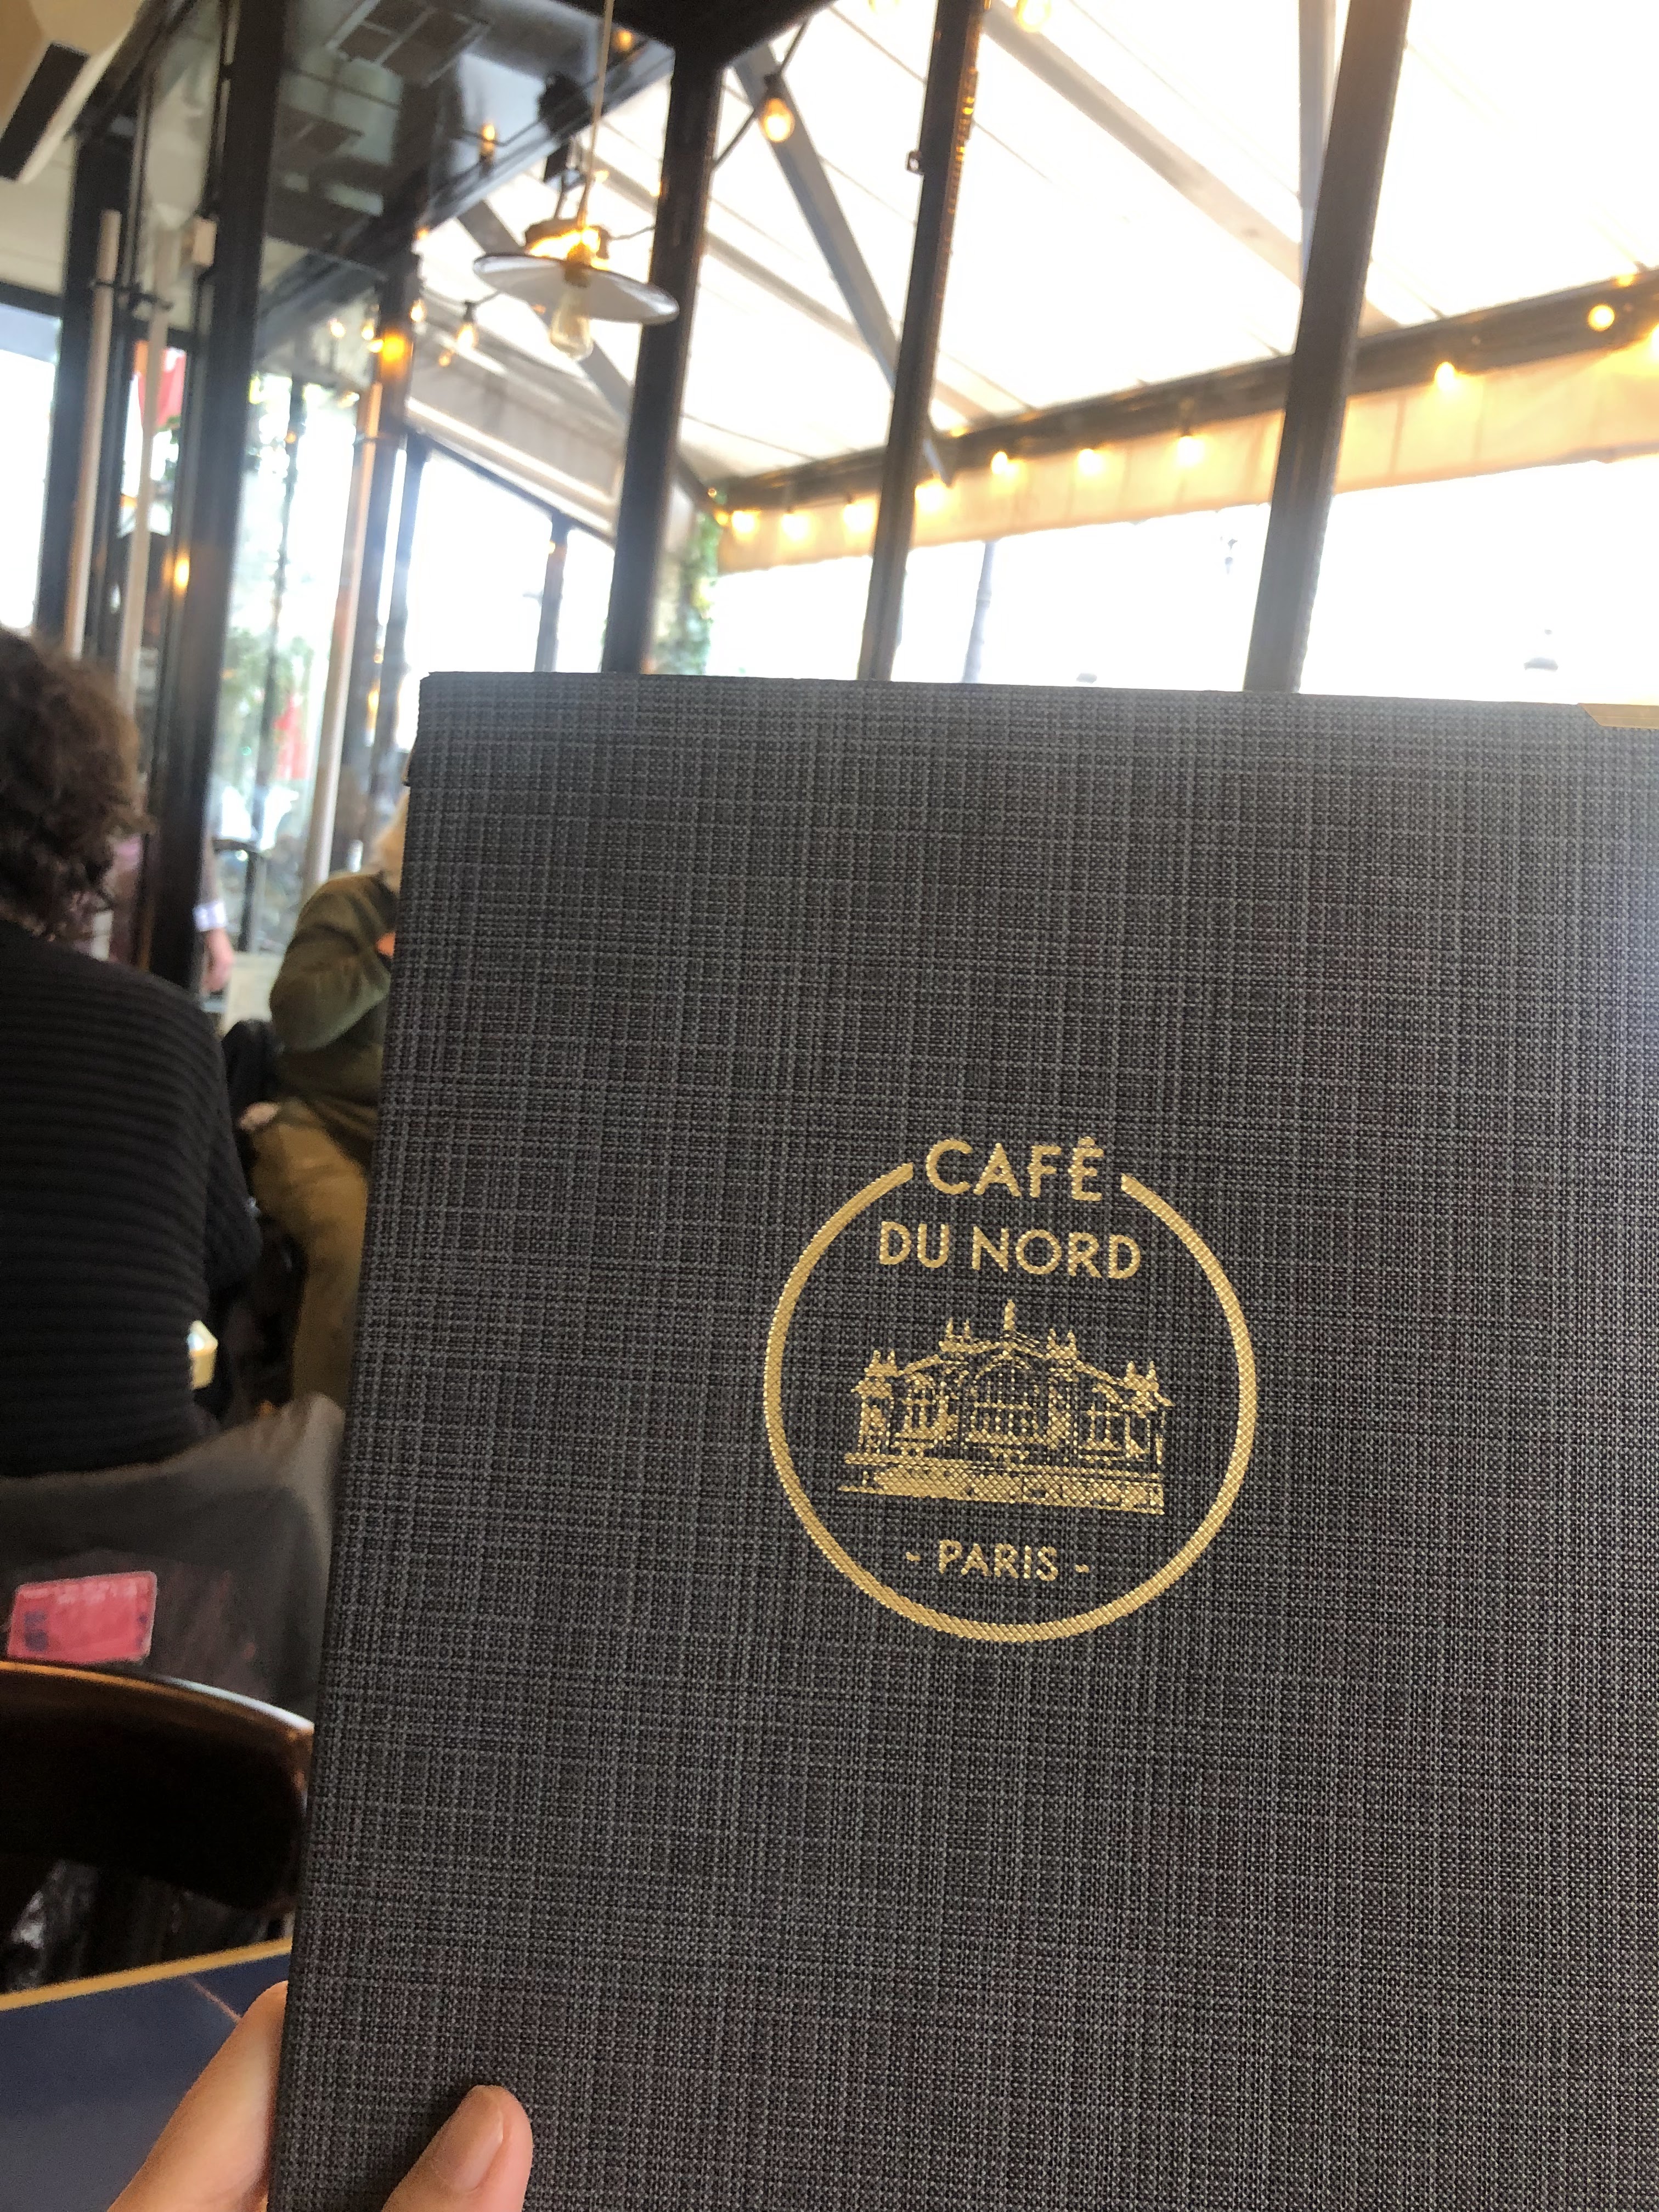 CAFÉ
DU NORD
- PARIS -